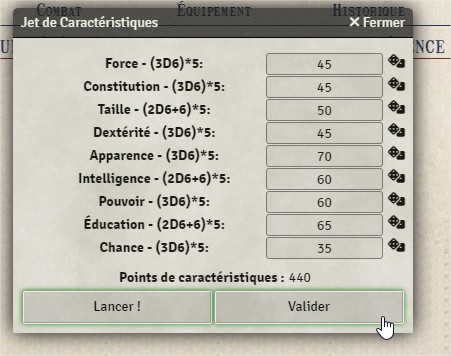 Combat Équipement Historique
Jet de Caractéristiques Fermer
ENCE
Force - (3D6)*5: 45
Constitution - (3D6)*5: 45
Taille - (2D6+6)*5: 50
Dextérité - (3D6)*5: 45
Apparence - (3D6)*5: 70
Intelligence - (2D6+6)*5: 60
Pouvoir - (3D6)*5: 60
Éducation - (2D6+6)*5: 65
Chance - (3D6)*5: 35
Points de caractéristiques : 440
Lancer ! Valider